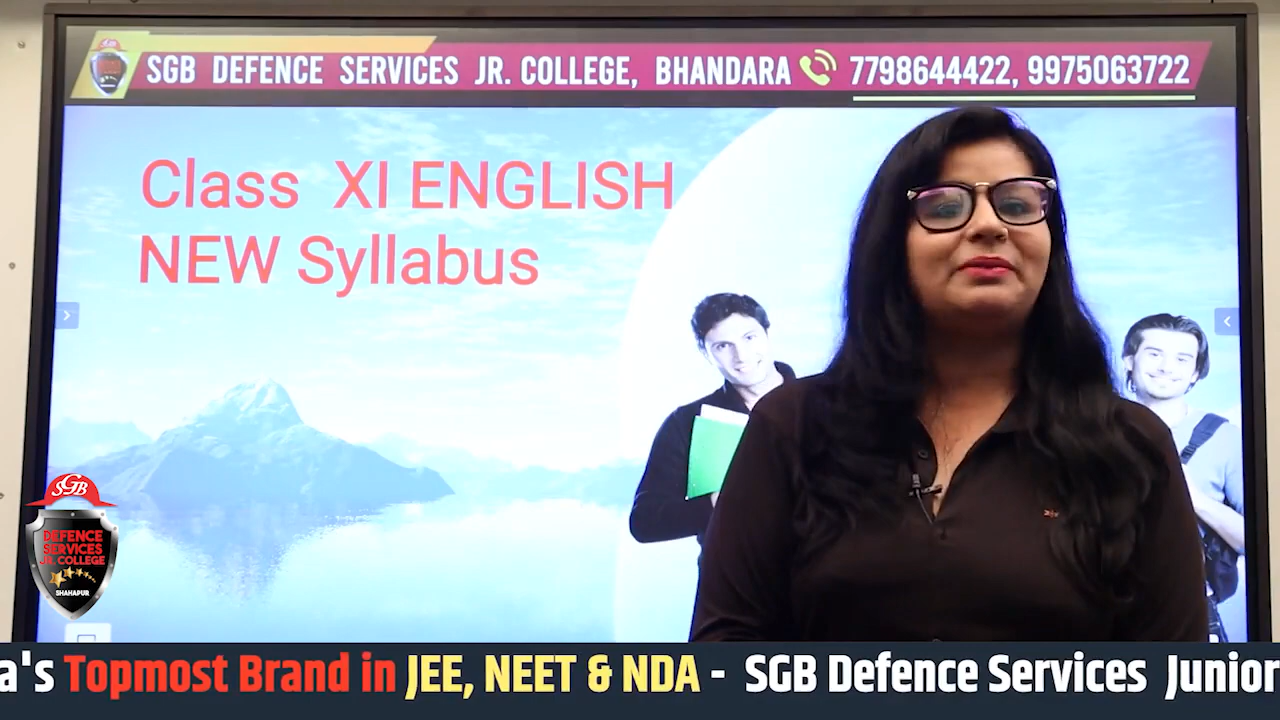 SGB DEFENCE SERVICES JR. COLLEGE, BHANDARA 7798644422, 9975063722
Class XI ENGLISH
NEW Syllabus
SGB
DEFENCE
SERVICES
JR. COLLEGE
SHAHAPUR
a's Topmost Brand in JEE, NEET & NDA - SGB Defence Services Junior